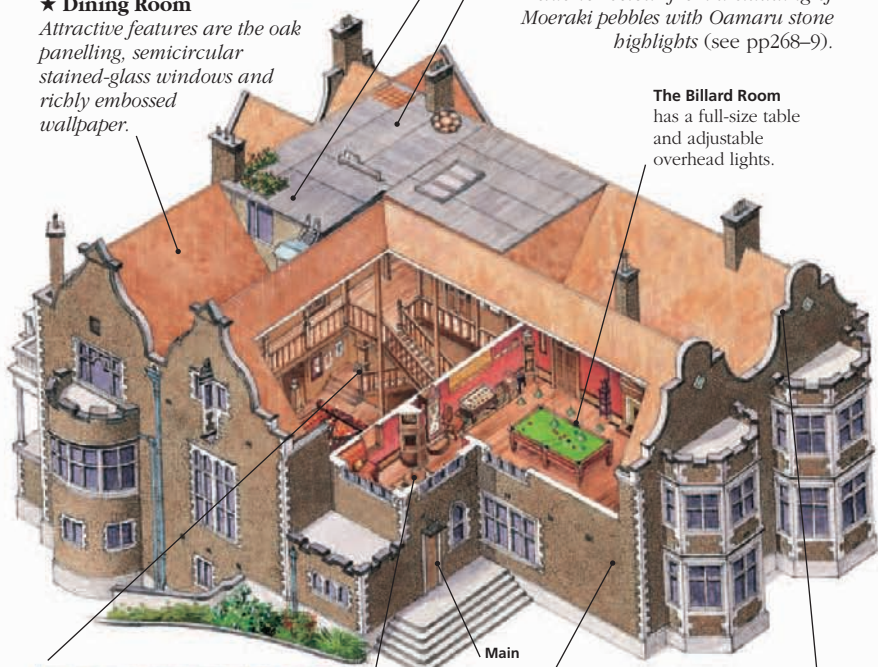 ★ Dining Room
Attractive features are the oak
panelling, semicircular
stained-glass windows and
richly embossed
wallpaper.
Moeraki pebbles with Oamaru stone
highlights (see pp268–9).
The Billard Room
has a full-size table
and adjustable
overhead lights.
Main